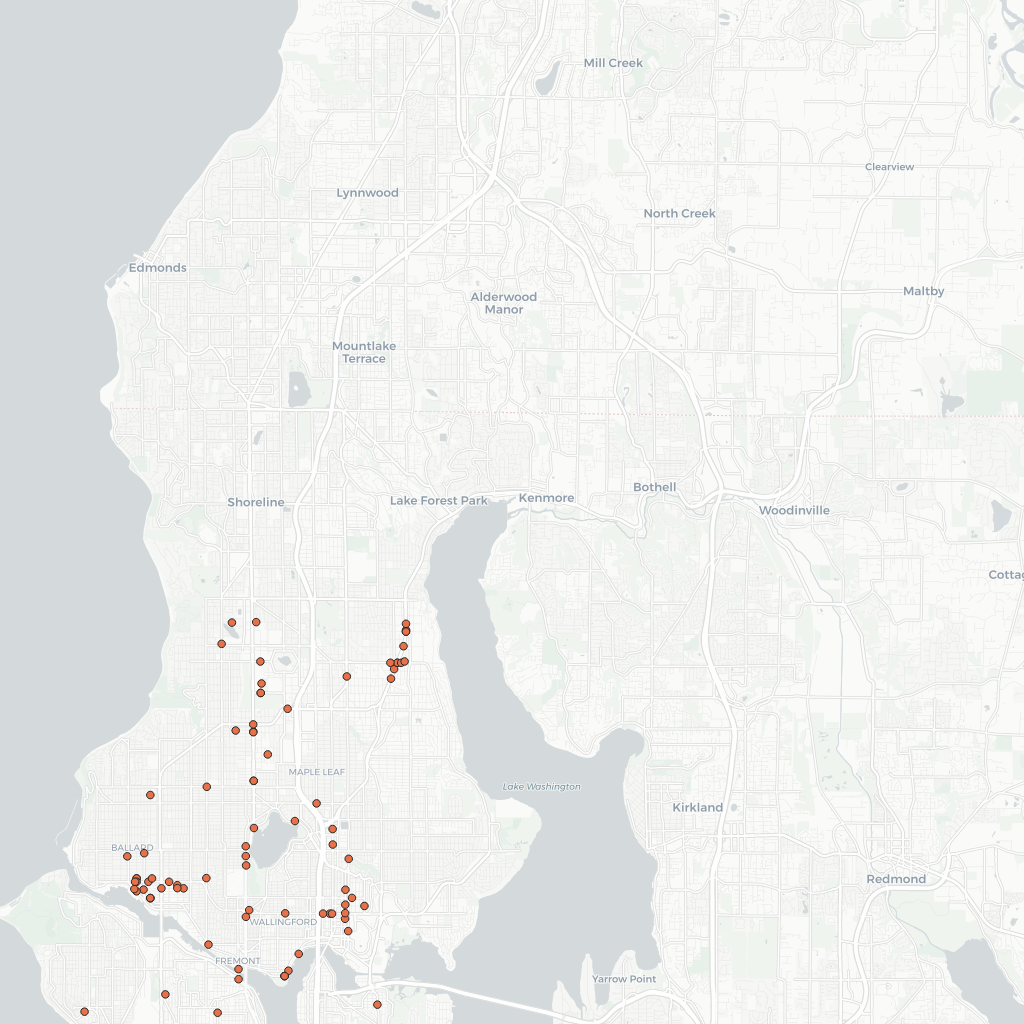 Mill Creek
Clearview
Lynnwood
North Creek
Edmonds
Maltby
Alderwood
Manor
Mountlake
Terrace
Bothell
Shoreline
Lake Forest Park
Kenmore
Woodinville
Cottag
MAPLE LEAF
Lake Washington
Kirkland
BALLARD
Redmond
WALLINGFORD
FREMONT
Yarrow Point